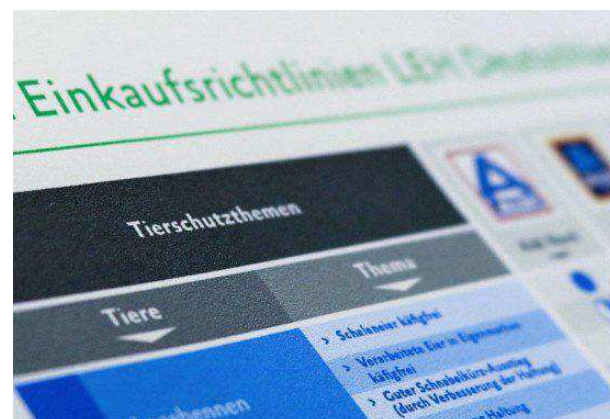 Einkaufsrichtlinien LEH
Tierschutzthemen
Tiere
Thema
> Schaleneier käfigfrei
> Verarbeitete Eier in Eigenmarken
käfigfrei
> Guter Schnabelkürz-Ausstieg
(durch Verbesserung der Haltung)